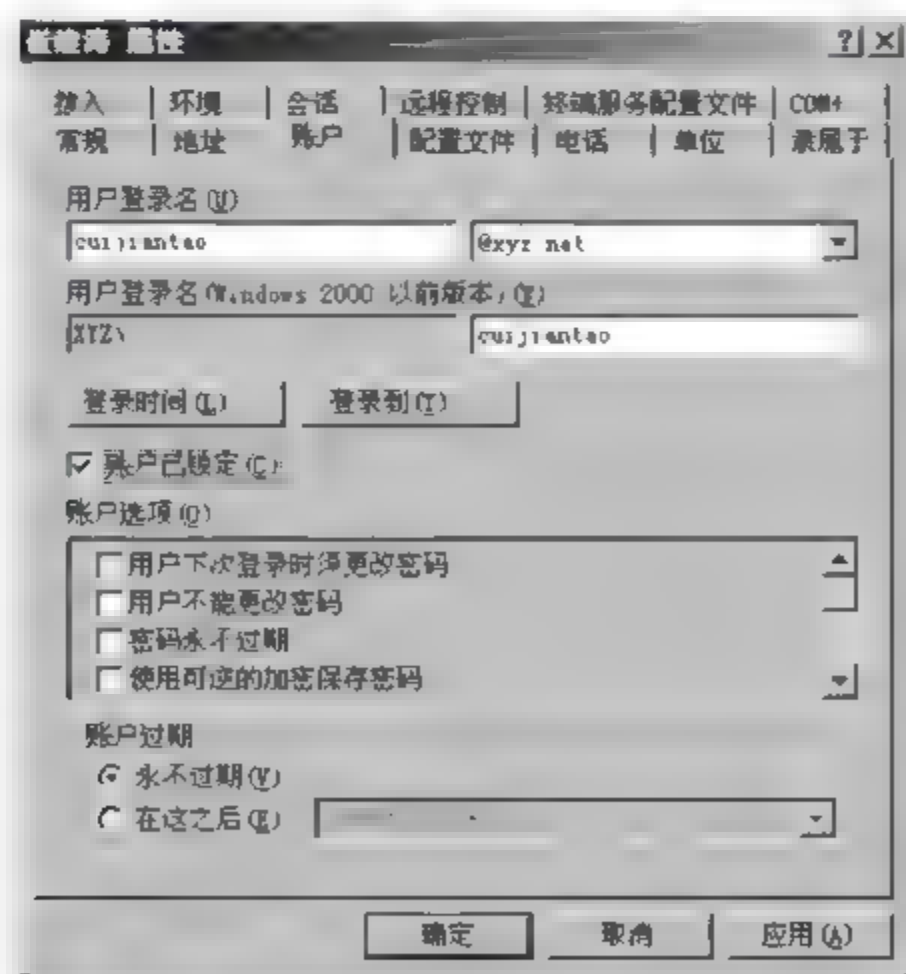 崔建涛 属性
拨入 环境 会话 远程控制 终端服务配置文件 COM+
常规 地址 账户 配置文件 电话 单位 隶属于
用户登录名(U)
cuijiantao @xyz.net
用户登录名(Windows 2000 以前版本)(W)
XYZ\ cuijiantao
登录时间(L) 登录到(T)
账户已锁定(C)
账户选项(O)
用户下次登录时须更改密码
用户不能更改密码
密码永不过期
使用可逆的加密保存密码
账户过期
永不过期(V)
在这之后(E)
确定 取消 应用(A)